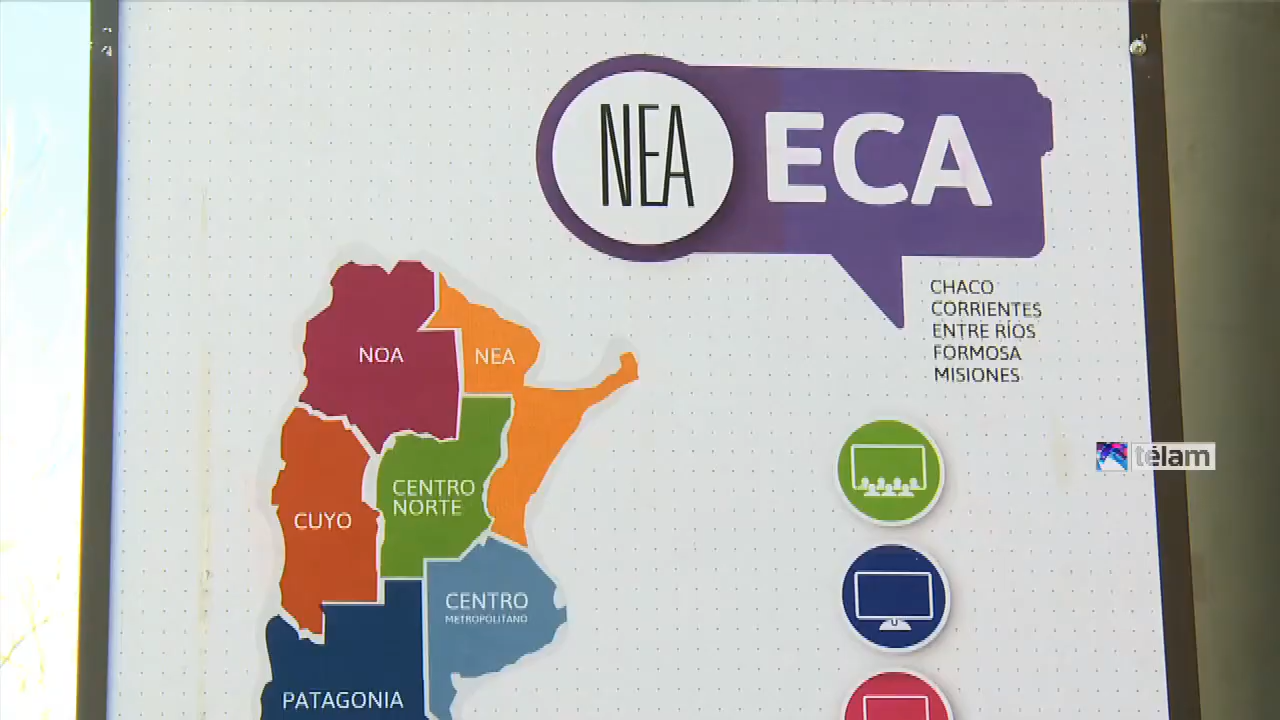 NEA
ECA
CHACO
CORRIENTES
ENTRE RÍOS
FORMOSA
MISIONES
NOA
NEA
CENTRO
NORTE
CUYO
CENTRO
METROPOLITANO
PATAGONIA
télam